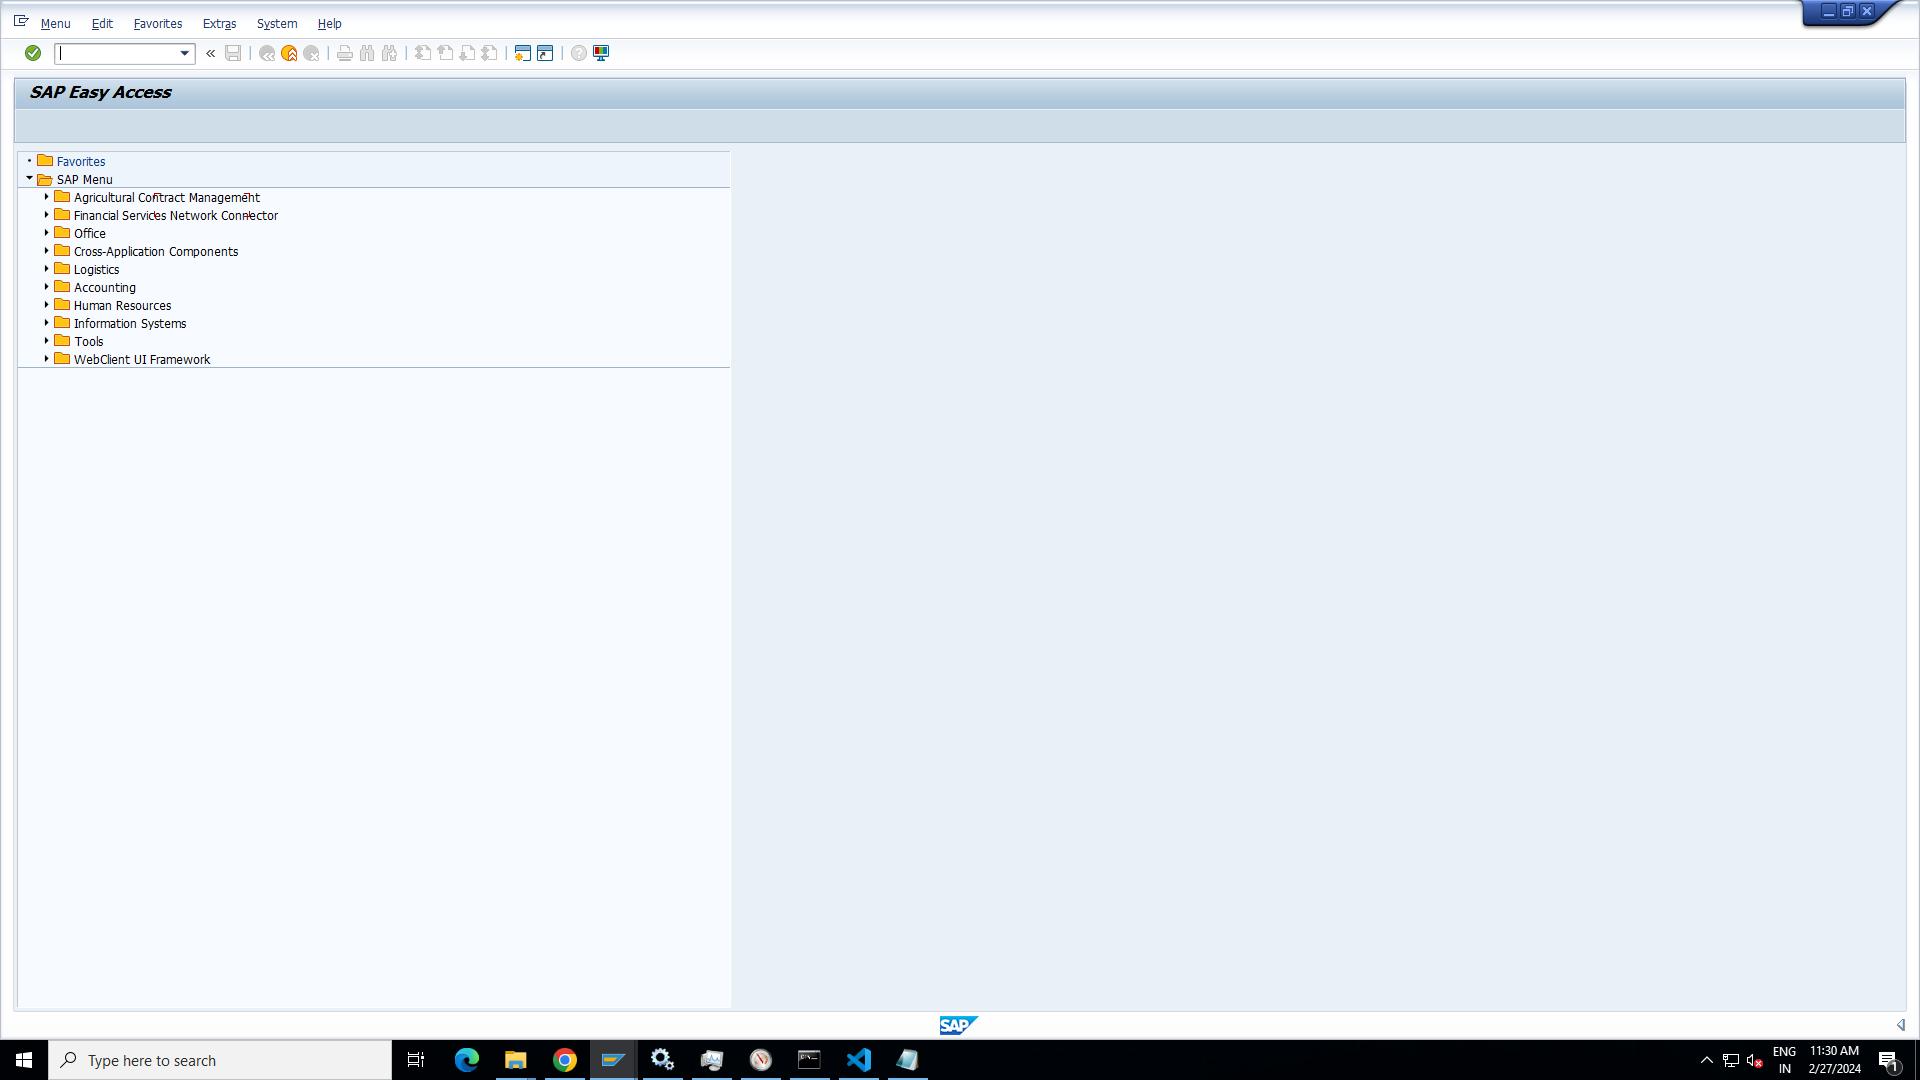 Menu Edit Favorites Extras System Help
SAP Easy Access
Favorites
SAP Menu
Agricultural Contract Management
Financial Services Network Connector
Office
Cross-Application Components
Logistics
Accounting
Human Resources
Information Systems
Tools
WebClient UI Framework
SAP
Type here to search
ENG 11:30 AM
IN 2/27/2024
1